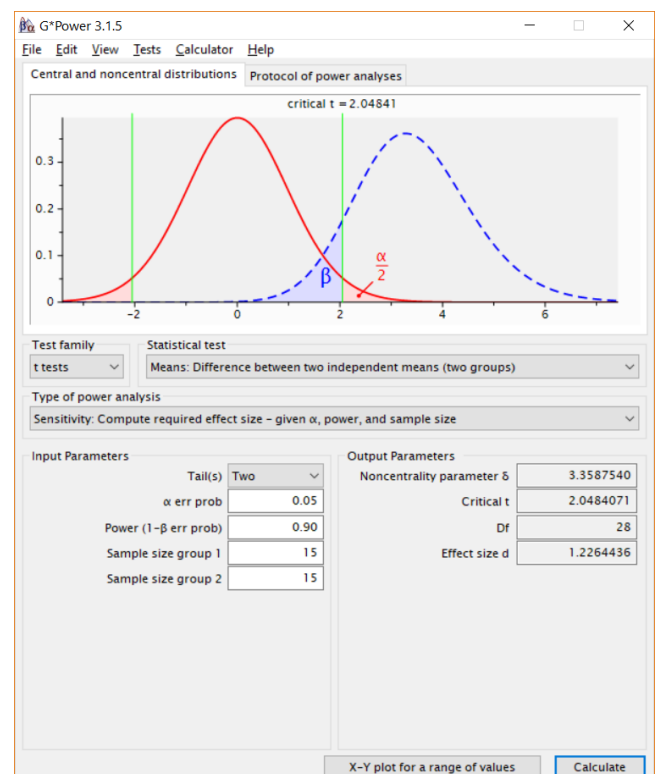 G*Power 3.1.5
File Edit View Tests Calculator Help
Central and noncentral distributions Protocol of power analyses
critical t = 2.04841
0.3
0.2
0.1
0
β
α
2
-2 0 2 4 6
Test family Statistical test
t tests Means: Difference between two independent means (two groups)
Type of power analysis
Sensitivity: Compute required effect size - given α, power, and sample size
Input Parameters Output Parameters
Tail(s) Two Noncentrality parameter δ 3.3587540
α err prob 0.05 Critical t 2.0484071
Power (1-β err prob) 0.90 Df 28
Sample size group 1 15 Effect size d 1.2264436
Sample size group 2 15
X-Y plot for a range of values Calculate